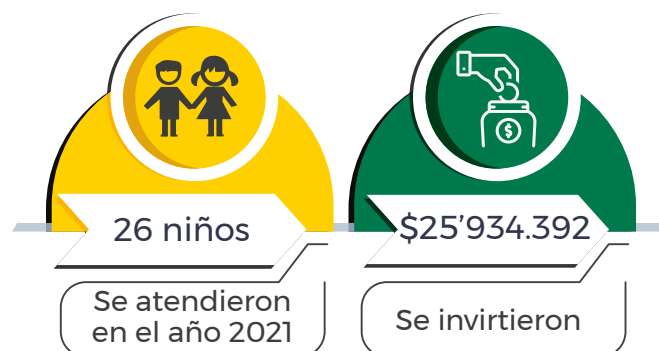 26 niños
Se atendieron
en el año 2021
$
$25’934.392
Se invirtieron